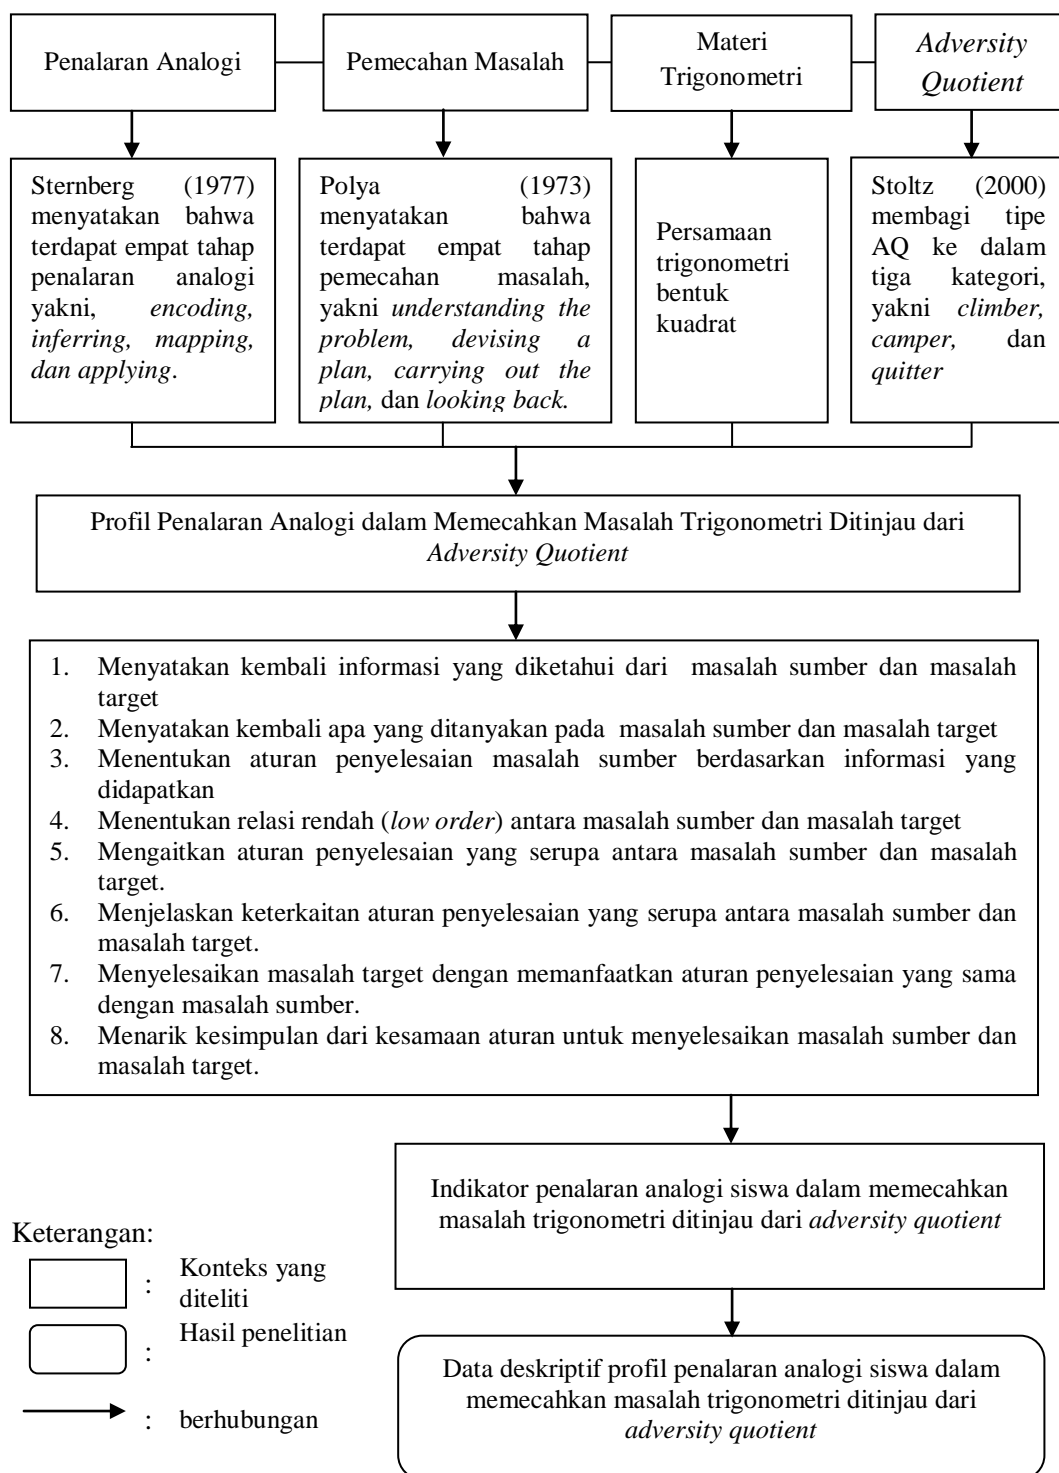 Penalaran Analogi
Pemecahan Masalah
Materi
Trigonometri
Adversity
Quotient
Sternberg (1977)
menyatakan bahwa
terdapat empat tahap
penalaran analogi
yakni, encoding,
inferring, mapping,
dan applying.
Polya (1973)
menyatakan bahwa
terdapat empat tahap
pemecahan masalah,
yakni understanding the
problem, devising a
plan, carrying out the
plan, dan looking back.
Persamaan
trigonometri
bentuk
kuadrat
Stoltz (2000)
membagi tipe
AQ ke dalam
tiga kategori,
yakni climber,
camper, dan
quitter
Profil Penalaran Analogi dalam Memecahkan Masalah Trigonometri Ditinjau dari
Adversity Quotient
1. Menyatakan kembali informasi yang diketahui dari masalah sumber dan masalah
target
2. Menyatakan kembali apa yang ditanyakan pada masalah sumber dan masalah target
3. Menentukan aturan penyelesaian masalah sumber berdasarkan informasi yang
didapatkan
4. Menentukan relasi rendah (low order) antara masalah sumber dan masalah target
5. Mengaitkan aturan penyelesaian yang serupa antara masalah sumber dan masalah
target.
6. Menjelaskan keterkaitan aturan penyelesaian yang serupa antara masalah sumber dan
masalah target.
7. Menyelesaikan masalah target dengan memanfaatkan aturan penyelesaian yang sama
dengan masalah sumber.
8. Menarik kesimpulan dari kesamaan aturan untuk menyelesaikan masalah sumber dan
masalah target.
Indikator penalaran analogi siswa dalam memecahkan
masalah trigonometri ditinjau dari adversity quotient
Keterangan:
: Konteks yang
diteliti
: Hasil penelitian
: berhubungan
Data deskriptif profil penalaran analogi siswa dalam
memecahkan masalah trigonometri ditinjau dari
adversity quotient